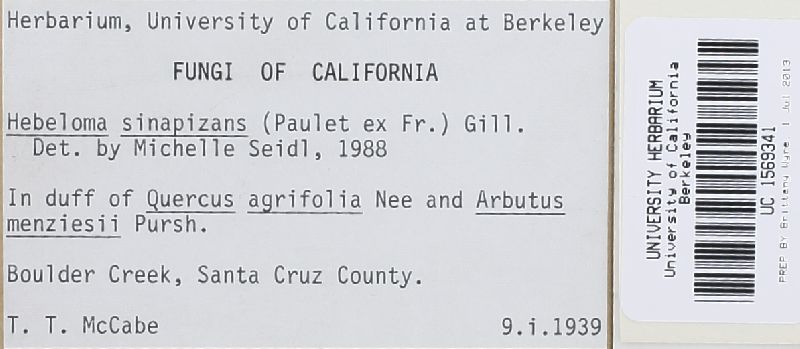 Herbarium, University of California at Berkeley
FUNGI OF CALIFORNIA
Hebeloma sinapizans (Paulet ex Fr.) Gill.
Det. by Michelle Seidl, 1988
In duff of Quercus agrifolia Nee and Arbutus
menziesii Pursh.
Boulder Creek, Santa Cruz County.
T. T. McCabe 9.i.1939
UNIVERSITY HERBARIUM
University of California
Berkeley
UC 1569341
PREP BY Brittany Ware 1 Jul 2013